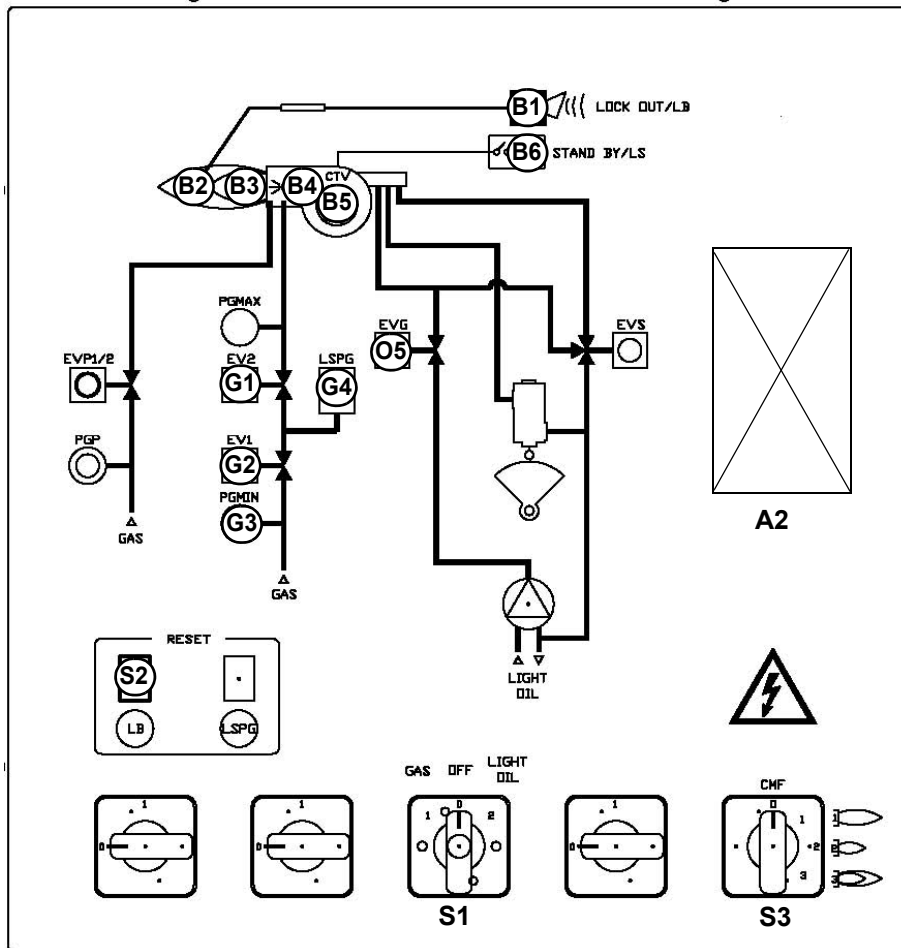 B1 LOCK OUT/LB
B6 STAND BY/LS
B2 B3 B4 CTV B5
PGMAX
EVG
O5
EVS
EVP1/2
EV2
G1
LSPG
G4
PGP
EV1
G2
PGMIN
G3
GAS
GAS
A2
LIGHT
OIL
RESET
S2
LB
LSPG
GAS OFF LIGHT
OIL
CMF
1
0
1
0
0
1 2
1
0
0
1
2
3
1
2
3
S1
S3